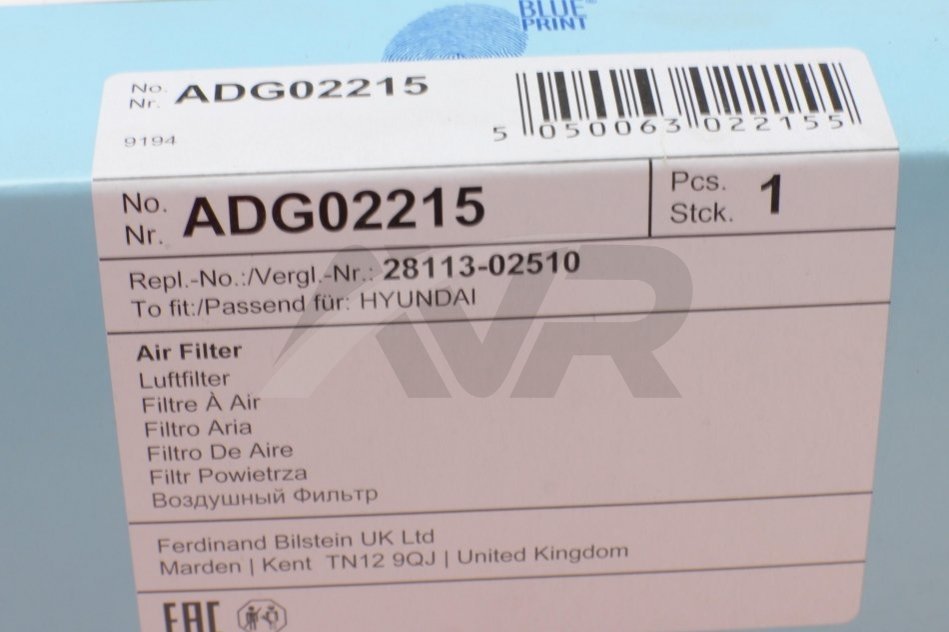 BLUE
PRINT
No.
Nr. ADG02215
9194
5 050063 022155
No.
Nr. ADG02215
Pcs.
Stck. 1
Repl.-No.:/Vergl.-Nr.: 28113-02510
To fit:/Passend für: HYUNDAI
AVR
Air Filter
Luftfilter
Filtre À Air
Filtro Aria
Filtro De Aire
Filtr Powietrza
Воздушный Фильтр
Ferdinand Bilstein UK Ltd
Marden | Kent TN12 9QJ | United Kingdom
EAC